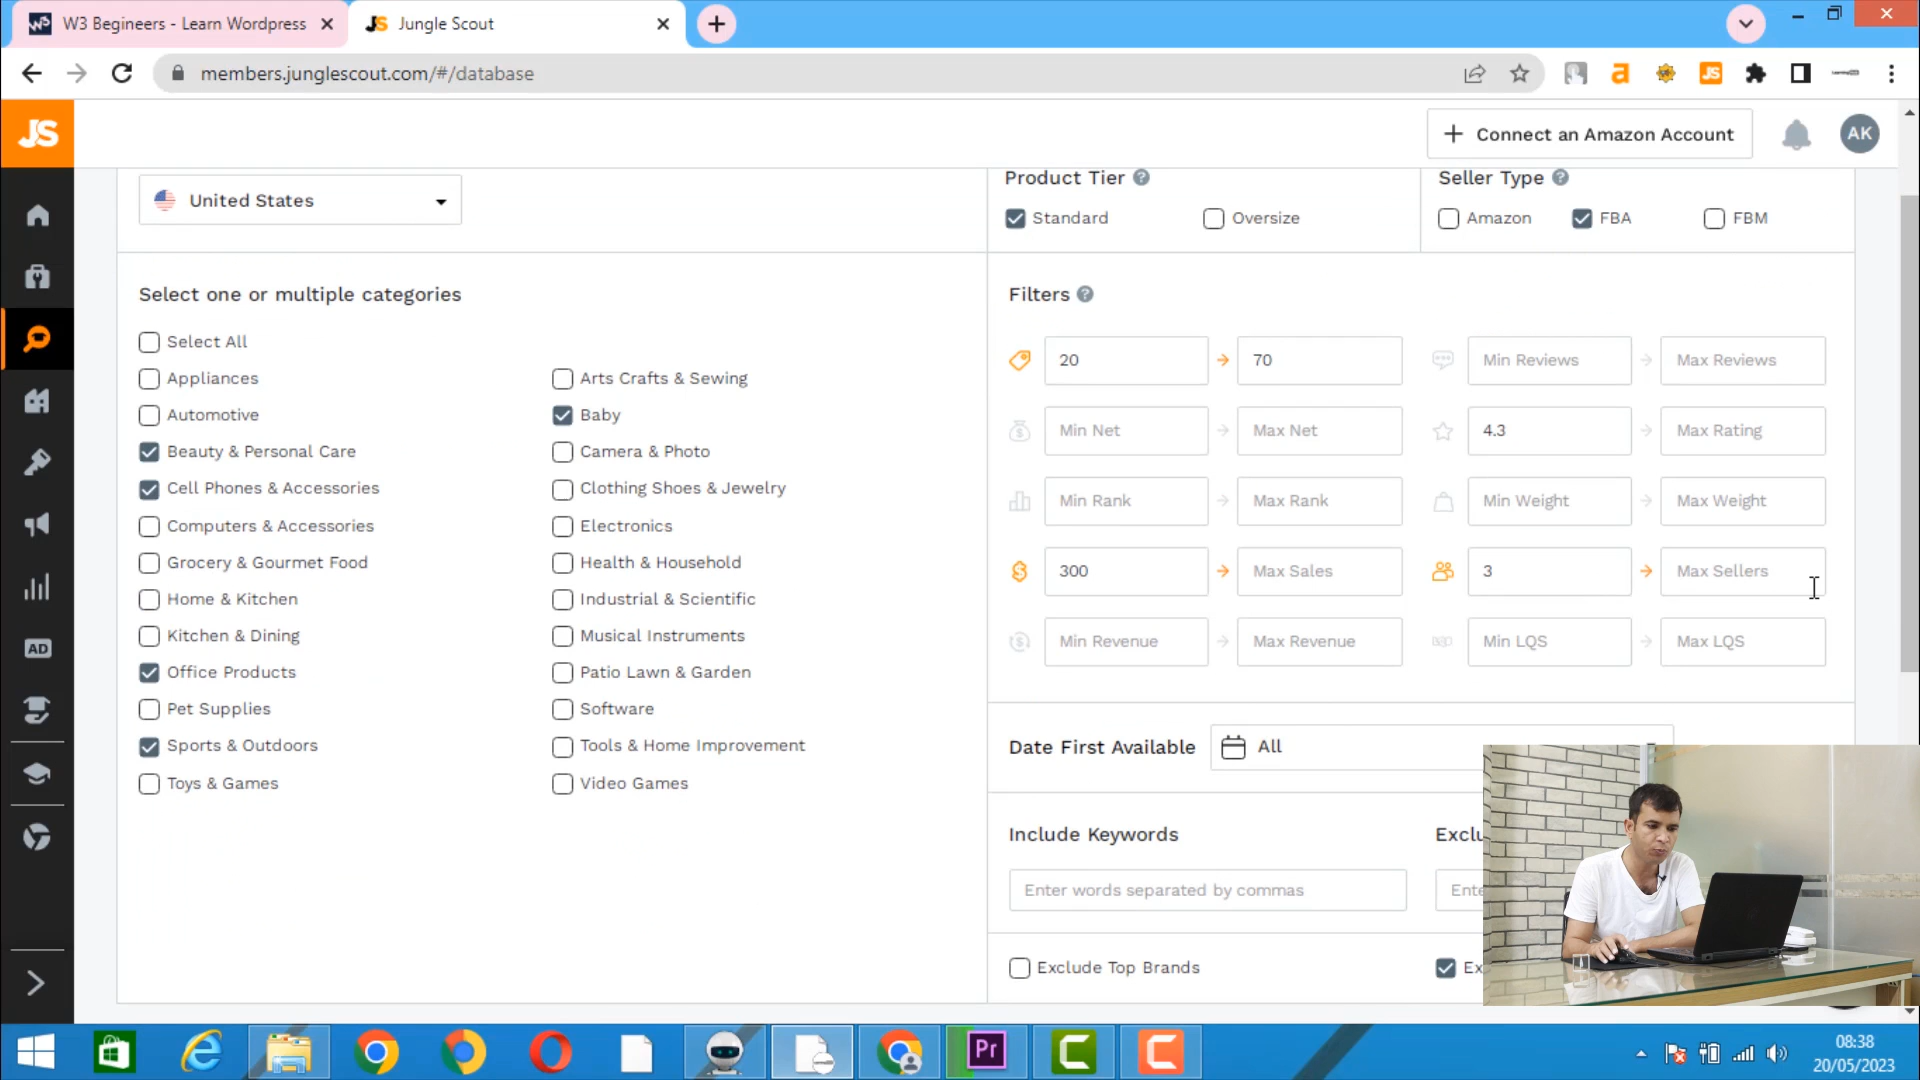 W3 Begineers - Learn Wordpress
JS Jungle Scout
members.junglescout.com/#/database
a
JS
JS
+ Connect an Amazon Account
AK
United States
Product Tier ?
Standard
Oversize
Seller Type ?
Amazon
FBA
FBM
Select one or multiple categories
Select All
Appliances
Arts Crafts & Sewing
Automotive
Baby
Beauty & Personal Care
Camera & Photo
Cell Phones & Accessories
Clothing Shoes & Jewelry
Computers & Accessories
Electronics
Grocery & Gourmet Food
Health & Household
Home & Kitchen
Industrial & Scientific
Kitchen & Dining
Musical Instruments
Office Products
Patio Lawn & Garden
Pet Supplies
Software
Sports & Outdoors
Tools & Home Improvement
Toys & Games
Video Games
Filters ?
20
70
Min Reviews
Max Reviews
Min Net
Max Net
4.3
Max Rating
Min Rank
Max Rank
Min Weight
Max Weight
300
Max Sales
3
Max Sellers
Min Revenue
Max Revenue
Min LQS
Max LQS
Date First Available
All
Include Keywords
Exclu
Enter words separated by commas
Ente
Exclude Top Brands
Ex
AD
Pr
08:38
20/05/2023